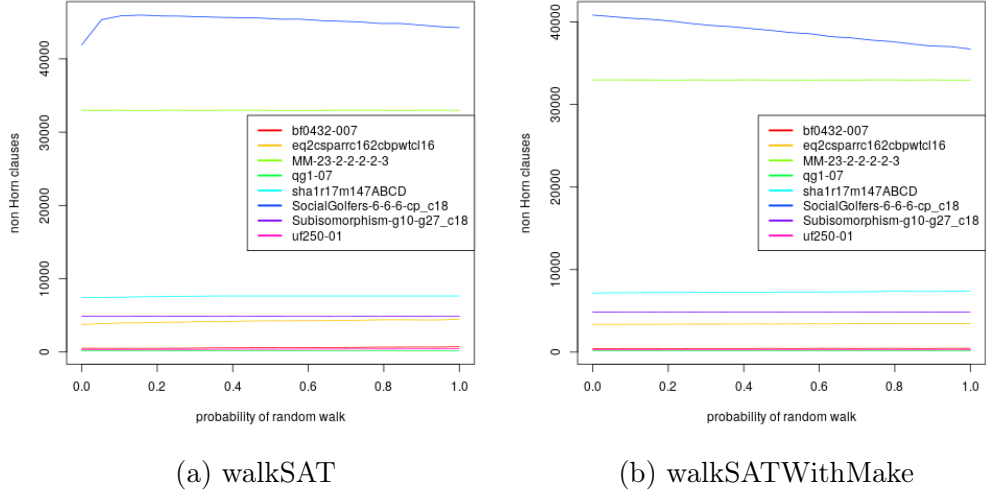 non Horn clauses
40000
30000
20000
10000
0
bf0432-007
eq2csparrc162cbpwtcl16
MM-23-2-2-2-2-3
qg1-07
sha1r17m147ABCD
SocialGolfers-6-6-6-cp_c18
Subisomorphism-g10-g27_c18
uf250-01
0.0 0.2 0.4 0.6 0.8 1.0
probability of random walk
(a) walkSAT
non Horn clauses
40000
30000
20000
10000
0
bf0432-007
eq2csparrc162cbpwtcl16
MM-23-2-2-2-2-3
qg1-07
sha1r17m147ABCD
SocialGolfers-6-6-6-cp_c18
Subisomorphism-g10-g27_c18
uf250-01
0.0 0.2 0.4 0.6 0.8 1.0
probability of random walk
(b) walkSATWithMake